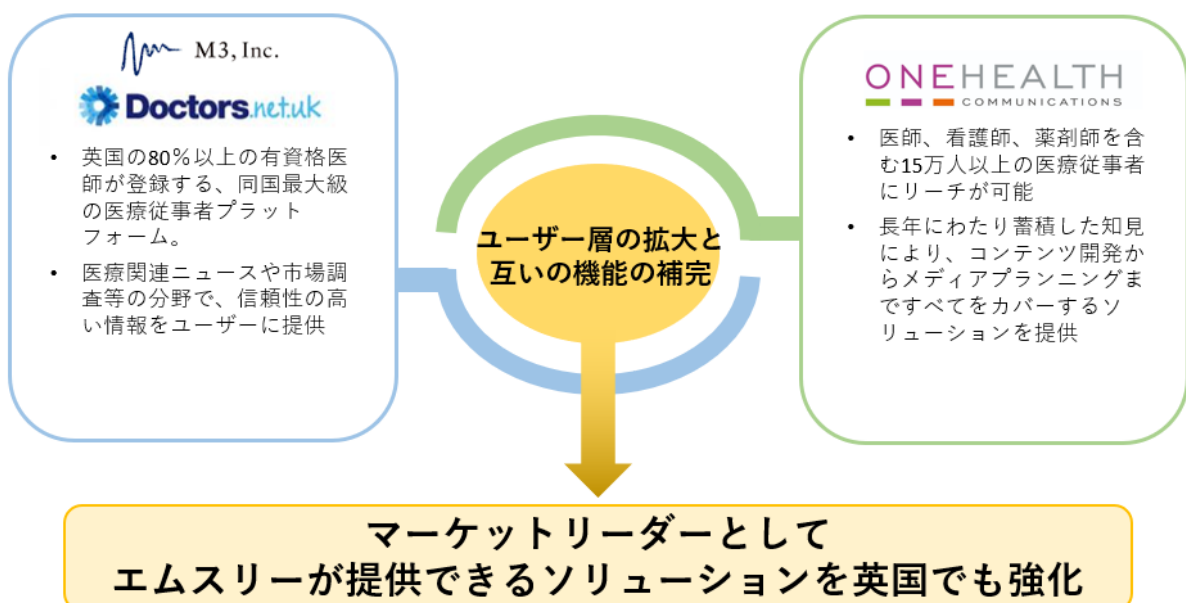 M3, Inc.
Doctors.net.uk
• 英国の80%以上の有資格医
師が登録する、同国最大級
の医療従事者プラット
フォーム。
• 医療関連ニュースや市場調
査等の分野で、信頼性の高
い情報をユーザーに提供
ユーザー層の拡大と
互いの機能の補完
ONEHEALTH
COMMUNICATIONS
• 医師、看護師、薬剤師を含
む15万人以上の医療従事者
にリーチが可能
• 長年にわたり蓄積した知見
により、コンテンツ開発か
らメディアプランニングま
ですべてをカバーするソ
リューションを提供
マーケットリーダーとして
エムスリーが提供できるソリューションを英国でも強化